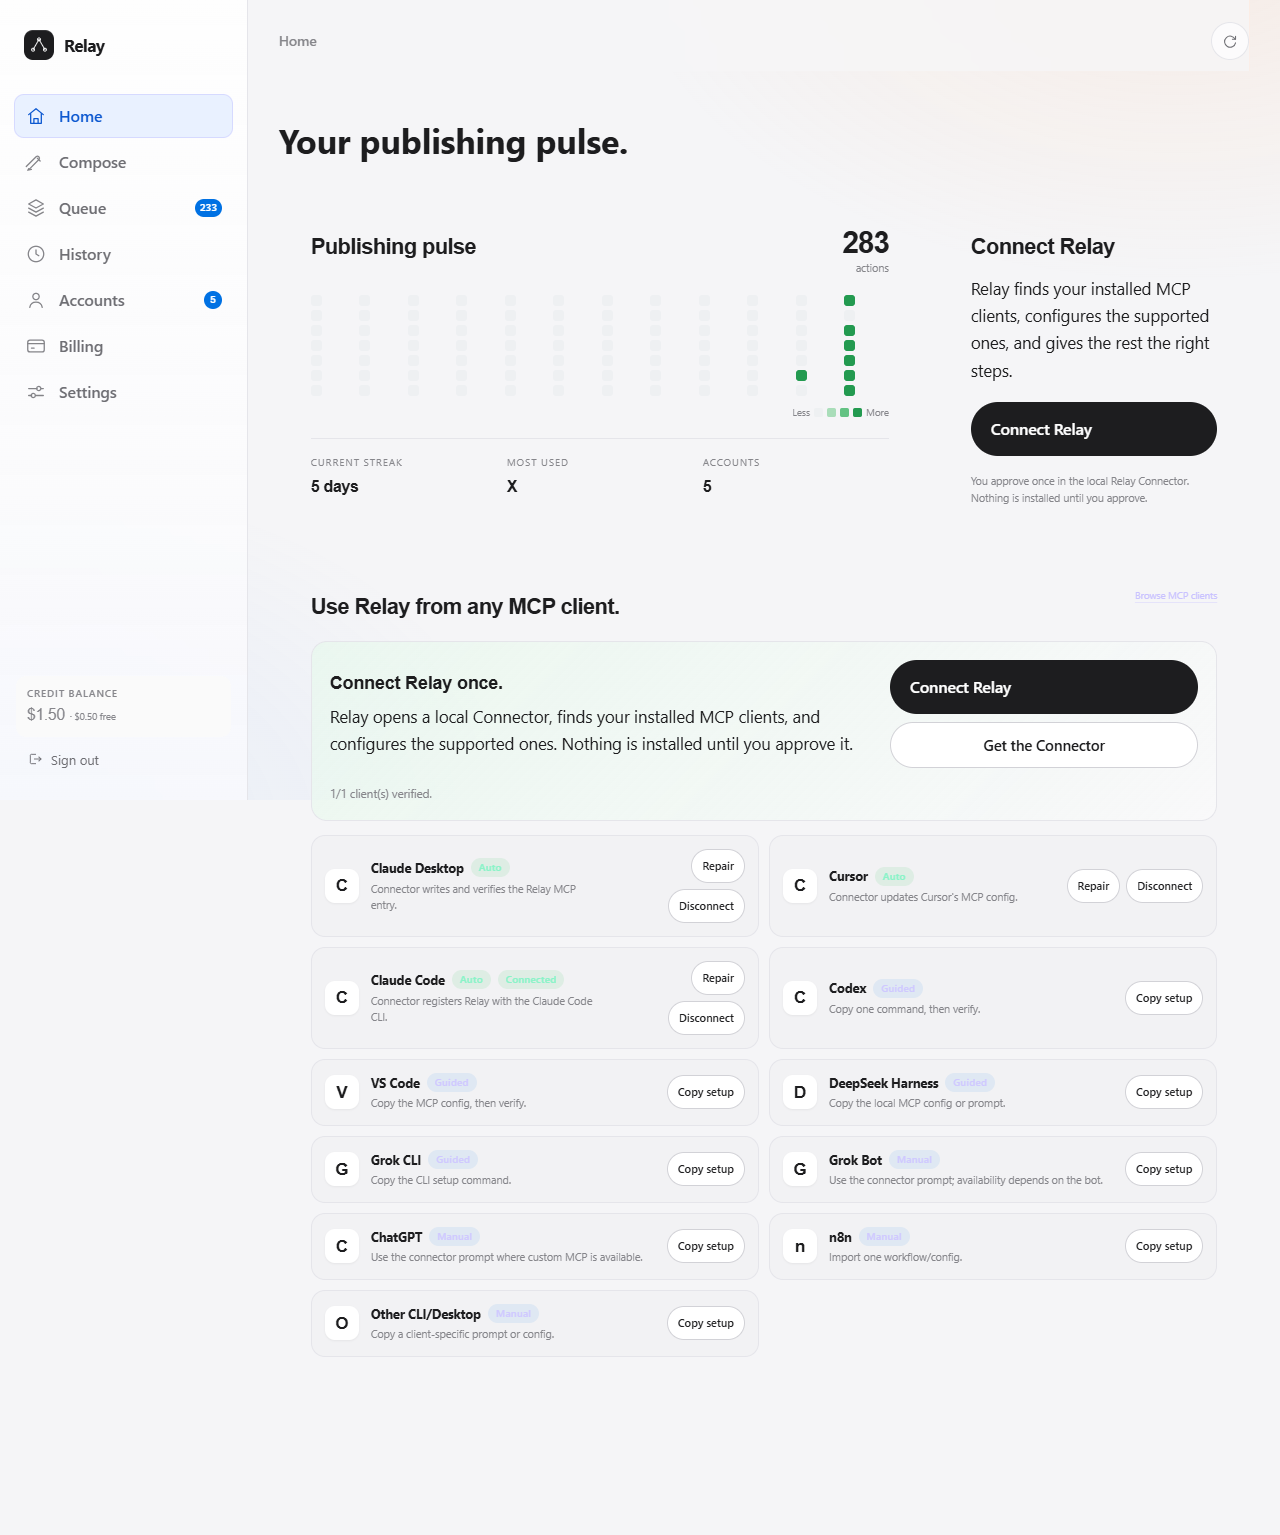 Relay
Home
Compose
Queue 233
History
Accounts 5
Billing
Settings
CREDIT BALANCE
$1.50 · $0.50 free
Sign out
Home
Your publishing pulse.
Publishing pulse
283
actions
Less More
CURRENT STREAK
5 days
MOST USED
X
ACCOUNTS
5
Connect Relay
Relay finds your installed MCP
clients, configures the supported
ones, and gives the rest the right
steps.
Connect Relay
You approve once in the local Relay Connector.
Nothing is installed until you approve.
Use Relay from any MCP client.
Browse MCP clients
Connect Relay once.
Relay opens a local Connector, finds your installed MCP clients, and
configures the supported ones. Nothing is installed until you approve it.
1/1 client(s) verified.
Connect Relay
Get the Connector
C
Claude Desktop Auto
Connector writes and verifies the Relay MCP
entry.
Repair
Disconnect
C
Cursor Auto
Connector updates Cursor's MCP config.
Repair Disconnect
C
Claude Code Auto Connected
Connector registers Relay with the Claude Code
CLI.
Repair
Disconnect
C
Codex Guided
Copy one command, then verify.
Copy setup
V
VS Code Guided
Copy the MCP config, then verify.
Copy setup
D
DeepSeek Harness Guided
Copy the local MCP config or prompt.
Copy setup
G
Grok CLI Guided
Copy the CLI setup command.
Copy setup
G
Grok Bot Manual
Use the connector prompt; availability depends on the bot.
Copy setup
C
ChatGPT Manual
Use the connector prompt where custom MCP is available.
Copy setup
n
n8n Manual
Import one workflow/config.
Copy setup
O
Other CLI/Desktop Manual
Copy a client-specific prompt or config.
Copy setup